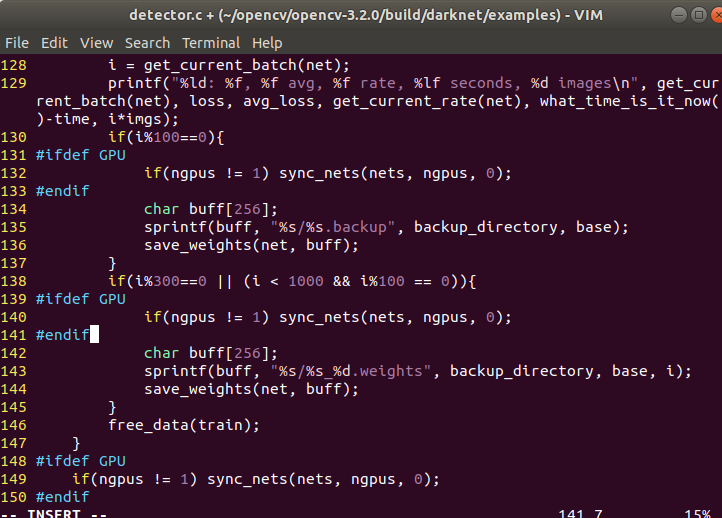 detector.c + (~/opencv/opencv-3.2.0/build/darknet/examples) - VIM
File Edit View Search Terminal Help
128         i = get_current_batch(net);
129         printf("%ld: %f, %f avg, %f rate, %lf seconds, %d images\n", get_cur
rent_batch(net), loss, avg_loss, get_current_rate(net), what_time_is_it_now(
)-time, i*imgs);
130         if(i%100==0){
131 #ifdef GPU
132             if(ngpus != 1) sync_nets(nets, ngpus, 0);
133 #endif
134             char buff[256];
135             sprintf(buff, "%s/%s.backup", backup_directory, base);
136             save_weights(net, buff);
137         }
138         if(i%300==0 || (i < 1000 && i%100 == 0)){
139 #ifdef GPU
140             if(ngpus != 1) sync_nets(nets, ngpus, 0);
141 #endif
142             char buff[256];
143             sprintf(buff, "%s/%s_%d.weights", backup_directory, base, i);
144             save_weights(net, buff);
145         }
146         free_data(train);
147     }
148 #ifdef GPU
149     if(ngpus != 1) sync_nets(nets, ngpus, 0);
150 #endif
-- INSERT -- 141,7 15%